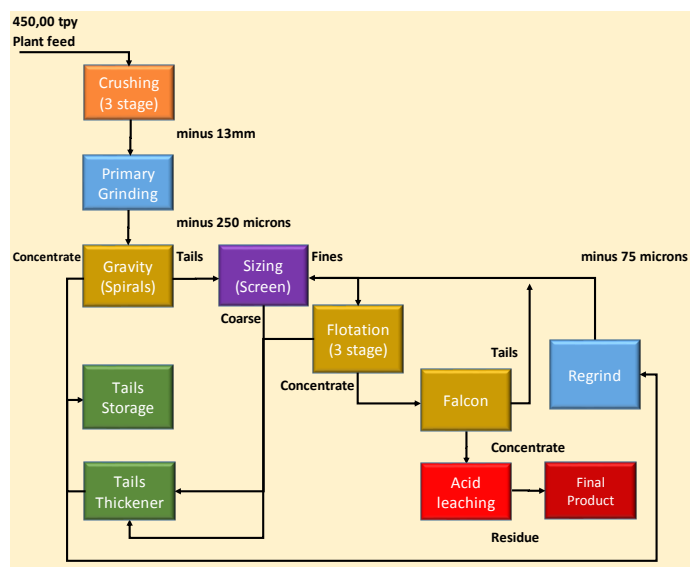 450,00 tpy
Plant feed
Crushing
(3 stage)
minus 13mm
Primary
Grinding
minus 250 microns
Concentrate
Gravity
(Spirals)
Tails
Sizing
(Screen)
Fines
minus 75 microns
Coarse
Flotation
(3 stage)
Tails
Regrind
Concentrate
Tails
Storage
Falcon
Concentrate
Tails
Thickener
Acid
leaching
Final
Product
Residue